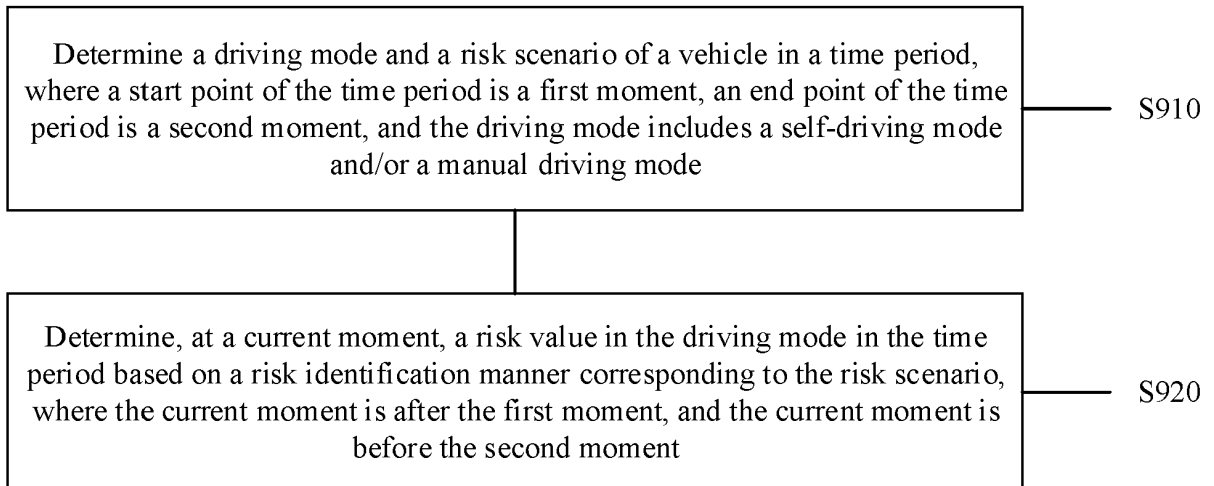 Determine a driving mode and a risk scenario of a vehicle in a time period,
where a start point of the time period is a first moment, an end point of the time
period is a second moment, and the driving mode includes a self-driving mode
and/or a manual driving mode
S910
Determine, at a current moment, a risk value in the driving mode in the time
period based on a risk identification manner corresponding to the risk scenario,
where the current moment is after the first moment, and the current moment is
before the second moment
S920